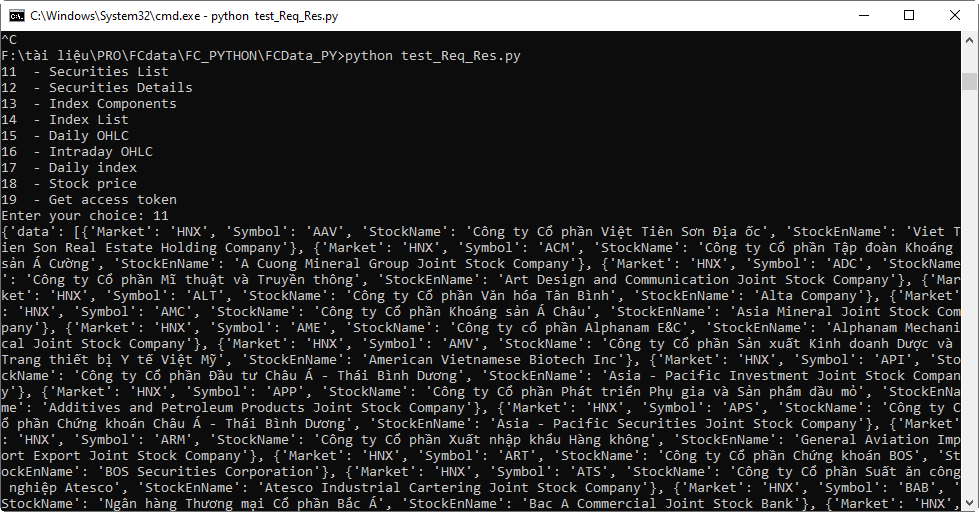 C:\Windows\System32\cmd.exe - python  test_Req_Res.py
^C
F:\tài liệu\PRO\FCdata\FC_PYTHON\FCData_PY>python test_Req_Res.py
11  - Securities List
12  - Securities Details
13  - Index Components
14  - Index List
15  - Daily OHLC
16  - Intraday OHLC
17  - Daily index
18  - Stock price
19  - Get access token
Enter your choice: 11
{'data': [{'Market': 'HNX', 'Symbol': 'AAV', 'StockName': 'Công ty Cổ phần Việt Tiên Sơn Địa ốc', 'StockEnName': 'Viet T
ien Son Real Estate Holding Company'}, {'Market': 'HNX', 'Symbol': 'ACM', 'StockName': 'Công ty Cổ phần Tập đoàn Khoáng
sản Á Cường', 'StockEnName': 'A Cuong Mineral Group Joint Stock Company'}, {'Market': 'HNX', 'Symbol': 'ADC', 'StockName
': 'Công ty Cổ phần Mĩ thuật và Truyền thông', 'StockEnName': 'Art Design and Communication Joint Stock Company'}, {'Mar
ket': 'HNX', 'Symbol': 'ALT', 'StockName': 'Công ty Cổ phần Văn hóa Tân Bình', 'StockEnName': 'Alta Company'}, {'Market'
: 'HNX', 'Symbol': 'AMC', 'StockName': 'Công ty Cổ phần Khoáng sản Á Châu', 'StockEnName': 'Asia Mineral Joint Stock Com
pany'}, {'Market': 'HNX', 'Symbol': 'AME', 'StockName': 'Công ty cổ phần Alphanam E&C', 'StockEnName': 'Alphanam Mechani
cal Joint Stock Company'}, {'Market': 'HNX', 'Symbol': 'AMV', 'StockName': 'Công ty Cổ phần Sản xuất Kinh doanh Dược và
Trang thiết bị Y tế Việt Mỹ', 'StockEnName': 'American Vietnamese Biotech Inc'}, {'Market': 'HNX', 'Symbol': 'API', 'Sto
ckName': 'Công ty Cổ phần Đầu tư Châu Á - Thái Bình Dương', 'StockEnName': 'Asia - Pacific Investment Joint Stock Compan
y'}, {'Market': 'HNX', 'Symbol': 'APP', 'StockName': 'Công ty Cổ phần Phát triển Phụ gia và Sản phẩm dầu mỏ', 'StockEnNa
me': 'Additives and Petroleum Products Joint Stock Company'}, {'Market': 'HNX', 'Symbol': 'APS', 'StockName': 'Công ty C
ổ phần Chứng khoán Châu Á - Thái Bình Dương', 'StockEnName': 'Asia - Pacific Securities Joint Stock Company'}, {'Market'
: 'HNX', 'Symbol': 'ARM', 'StockName': 'Công ty Cổ phần Xuất nhập khẩu Hàng không', 'StockEnName': 'General Aviation Imp
ort Export Joint Stock Company'}, {'Market': 'HNX', 'Symbol': 'ART', 'StockName': 'Công ty Cổ phần Chứng khoán BOS', 'St
ockEnName': 'BOS Securities Corporation'}, {'Market': 'HNX', 'Symbol': 'ATS', 'StockName': 'Công ty Cổ phần Suất ăn công
 nghiệp Atesco', 'StockEnName': 'Atesco Industrial Cartering Joint Stock Company'}, {'Market': 'HNX', 'Symbol': 'BAB', '
StockName': 'Ngân hàng Thương mại Cổ phần Bắc Á', 'StockEnName': 'Bac A Commercial Joint Stock Bank'}, {'Market': 'HNX',